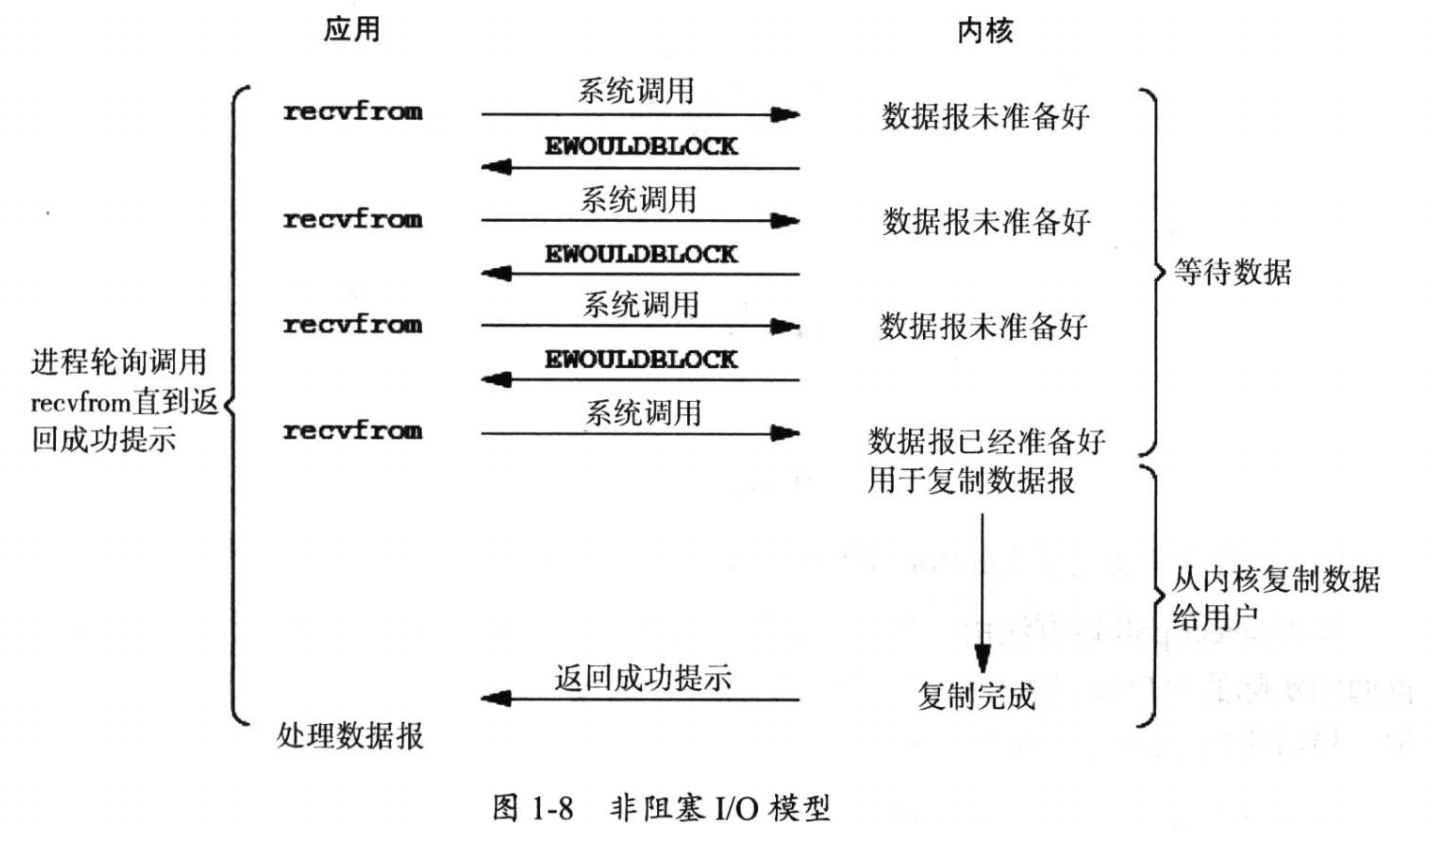 应用
内核
recvfrom
系统调用
数据报未准备好
EWOULDBLOCK
recvfrom
系统调用
数据报未准备好
EWOULDBLOCK
等待数据
recvfrom
系统调用
数据报未准备好
EWOULDBLOCK
进程轮询调用
recvfrom直到返
回成功提示
recvfrom
系统调用
数据报已经准备好
用于复制数据报
从内核复制数据
给用户
返回成功提示
复制完成
处理数据报
图 1-8 非阻塞 I/O 模型